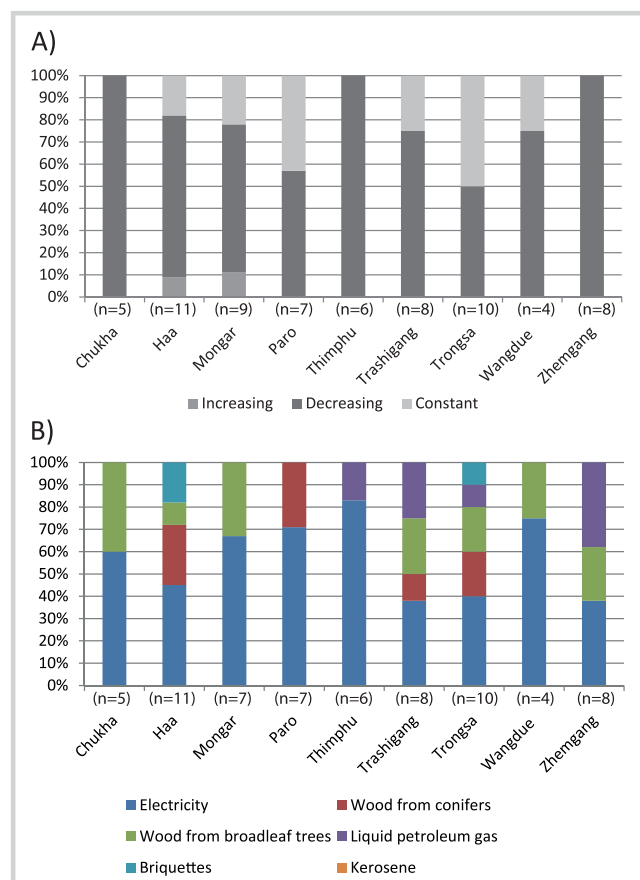 A)
100%
90%
80%
70%
60%
50%
40%
30%
20%
10%
0%
(n=5) (n=11) (n=9) (n=7) (n=6) (n=8) (n=10) (n=4) (n=8)
Chukha Haa Mongar Paro Thimphu Trashigang Trongsa Wangdue Zhemgang
Increasing Decreasing Constant
B)
100%
90%
80%
70%
60%
50%
40%
30%
20%
10%
0%
(n=5) (n=11) (n=7) (n=7) (n=6) (n=8) (n=10) (n=4) (n=8)
Chukha Haa Mongar Paro Thimphu Trashigang Trongsa Wangdue Zhemgang
Electricity Wood from conifers
Wood from broadleaf trees Liquid petroleum gas
Briquettes Kerosene